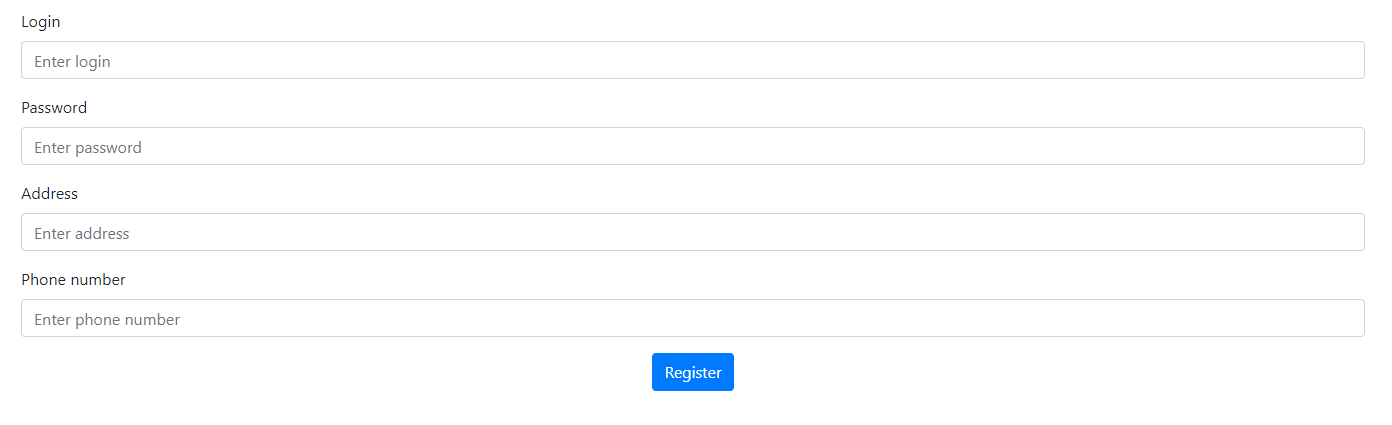 Login
Enter login
Password
Enter password
Address
Enter address
Phone number
Enter phone number
Register